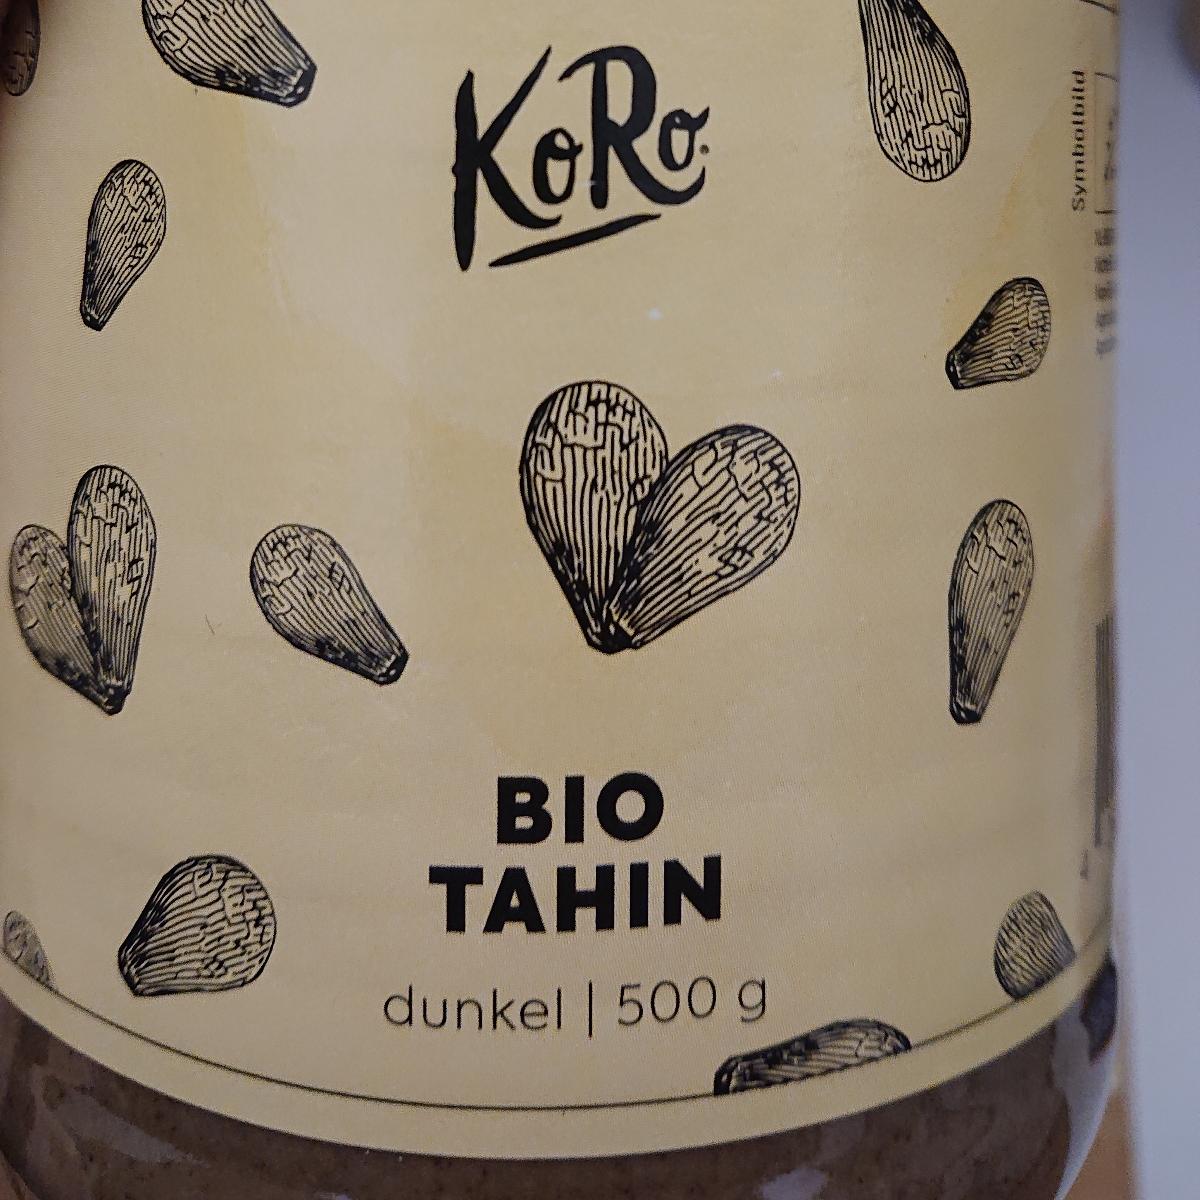 KoRo
Symbolbild
BIO
TAHIN
dunkel | 500 g